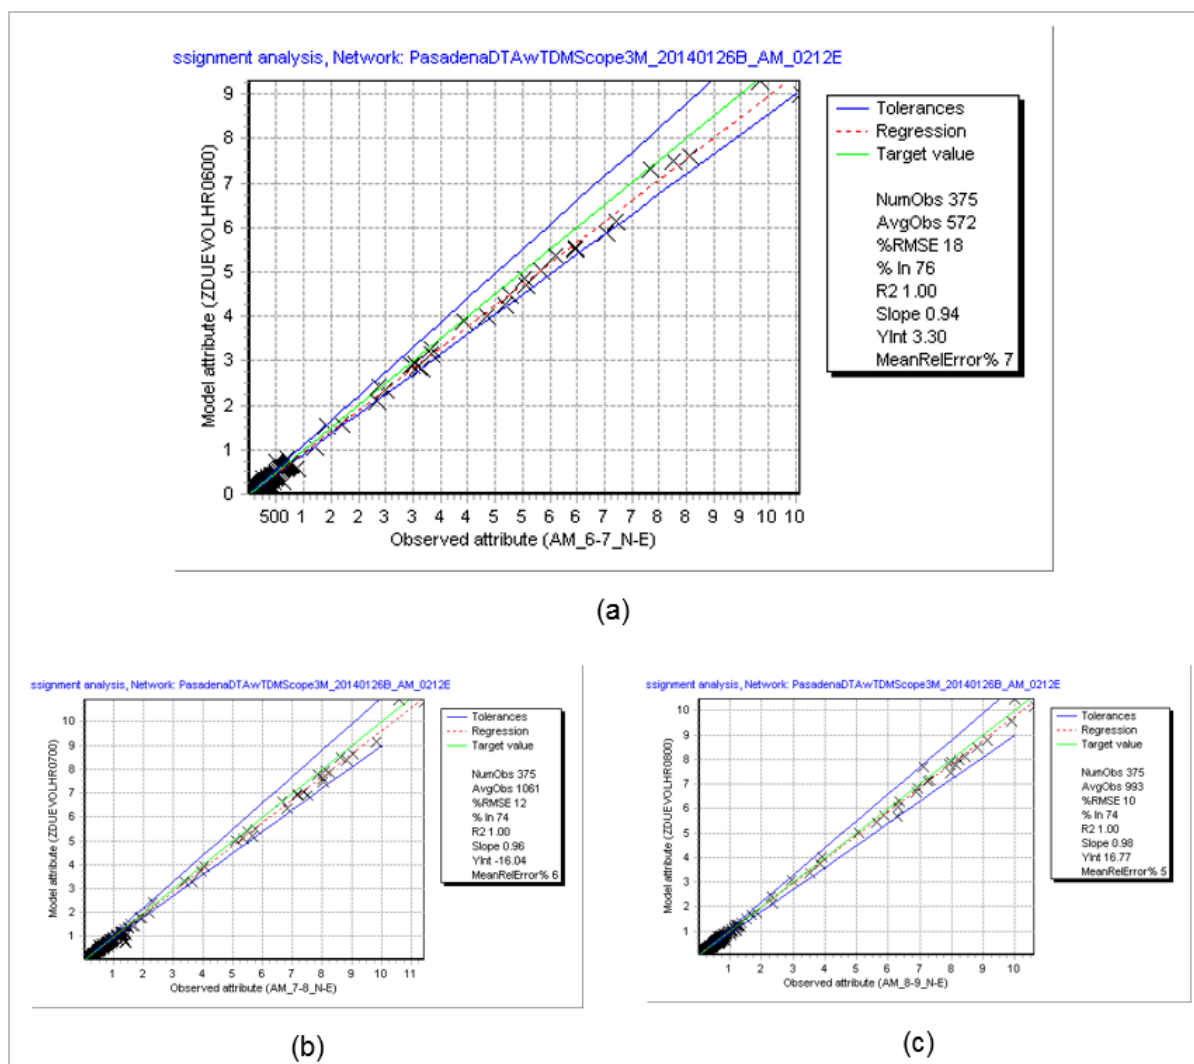 ssignment analysis, Network: PasadenaDTAwTDMScope3M_20140126B_AM_0212E
9
8
7
6
5
4
3
2
1
0
Model attribute (ZDUEVOLHR0600)
500 1 2 2 3 3 4 4 5 5 6 6 7 7 8 8 9 9 10 10
Observed attribute (AM_6-7_N-E)
Tolerances
Regression
Target value
NumObs 375
AvgObs 572
%RMSE 18
% In 76
R2 1.00
Slope 0.94
YInt 3.30
MeanRelError% 7
(a)
ssignment analysis, Network: PasadenaDTAwTDMScope3M_20140126B_AM_0212E
10
9
8
7
6
5
4
3
2
1
Model attribute (ZDUEVOLHR0700)
1 2 3 4 5 6 7 8 9 10 11
Observed attribute (AM_7-8_N-E)
Tolerances
Regression
Target value
NumObs 375
AvgObs 1061
%RMSE 12
% In 74
R2 1.00
Slope 0.96
YInt -16.04
MeanRelError% 6
(b)
ssignment analysis, Network: PasadenaDTAwTDMScope3M_20140126B_AM_0212E
10
9
8
7
6
5
4
3
2
1
Model attribute (ZDUEVOLHR0800)
1 2 3 4 5 6 7 8 9 10
Observed attribute (AM_8-9_N-E)
Tolerances
Regression
Target value
NumObs 375
AvgObs 993
%RMSE 10
% In 74
R2 1.00
Slope 0.98
YInt 16.77
MeanRelError% 5
(c)